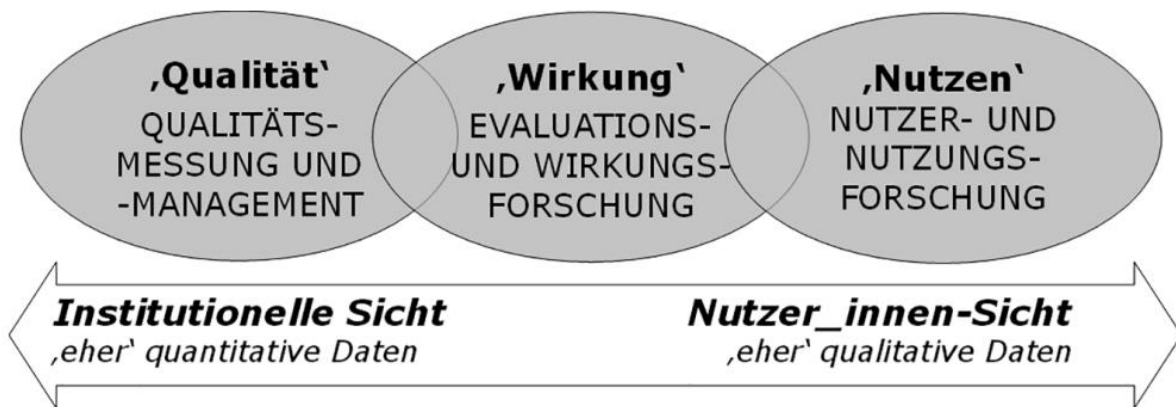 ‚Qualität‘
QUALITÄTS-
MESSUNG UND
-MANAGEMENT
‚Wirkung‘
EVALUATIONS-
UND WIRKUNGS-
FORSCHUNG
‚Nutzen‘
NUTZER- UND
NUTZUNGS-
FORSCHUNG
Institutionelle Sicht
‚eher‘ quantitative Daten
Nutzer_innen-Sicht
‚eher‘ qualitative Daten